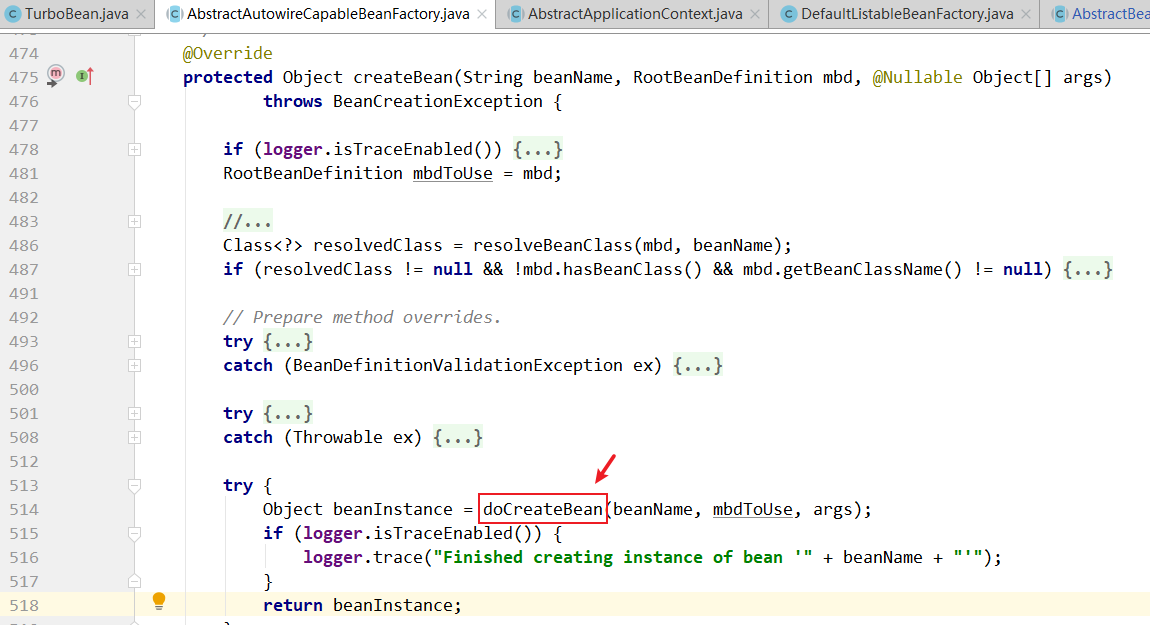 TurboBean.java AbstractAutowireCapableBeanFactory.java AbstractApplicationContext.java DefaultListableBeanFactory.java AbstractBea
474 @Override
475 protected Object createBean(String beanName, RootBeanDefinition mbd, @Nullable Object[] args)
476 throws BeanCreationException {
477
478 if (logger.isTraceEnabled()) {...}
481 RootBeanDefinition mbdToUse = mbd;
482
483 //...
486 Class<?> resolvedClass = resolveBeanClass(mbd, beanName);
487 if (resolvedClass != null && !mbd.hasBeanClass() && mbd.getBeanClassName() != null) {...}
491
492 // Prepare method overrides.
493 try {...}
496 catch (BeanDefinitionValidationException ex) {...}
500
501 try {...}
508 catch (Throwable ex) {...}
512
513 try {
514 Object beanInstance = doCreateBean(beanName, mbdToUse, args);
515 if (logger.isTraceEnabled()) {
516 logger.trace("Finished creating instance of bean '" + beanName + "'");
517 }
518 return beanInstance;